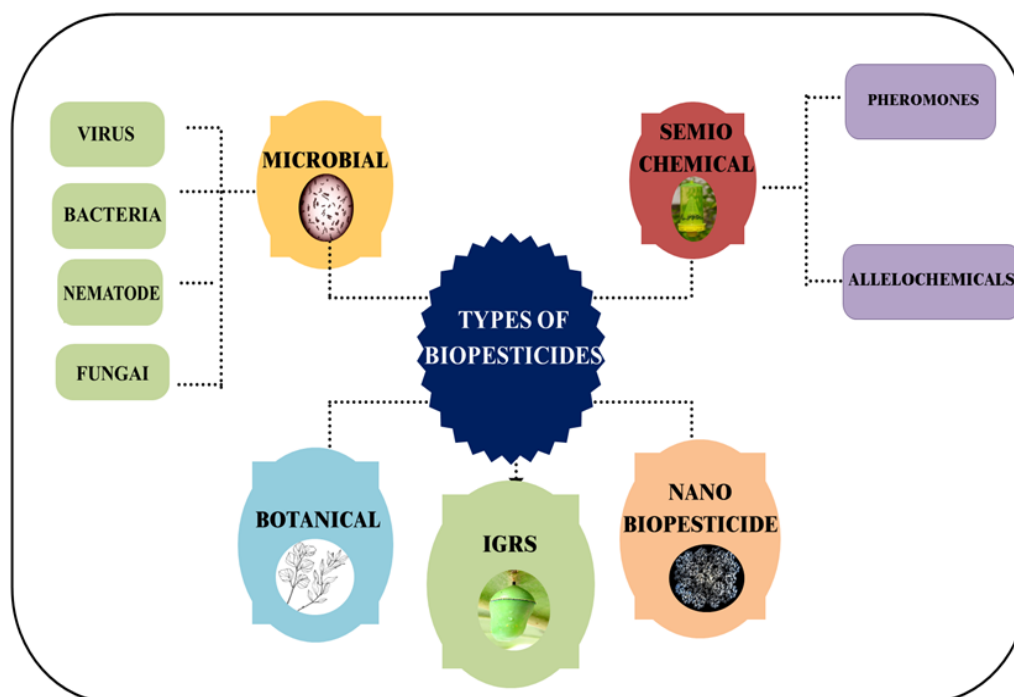 VIRUS
BACTERIA
NEMATODE
FUNGAI
MICROBIAL
SEMIO
CHEMICAL
PHEROMONES
ALLELOCHEMICALS
TYPES OF
BIOPESTICIDES
BOTANICAL
IGRS
NANO
BIOPESTICIDE